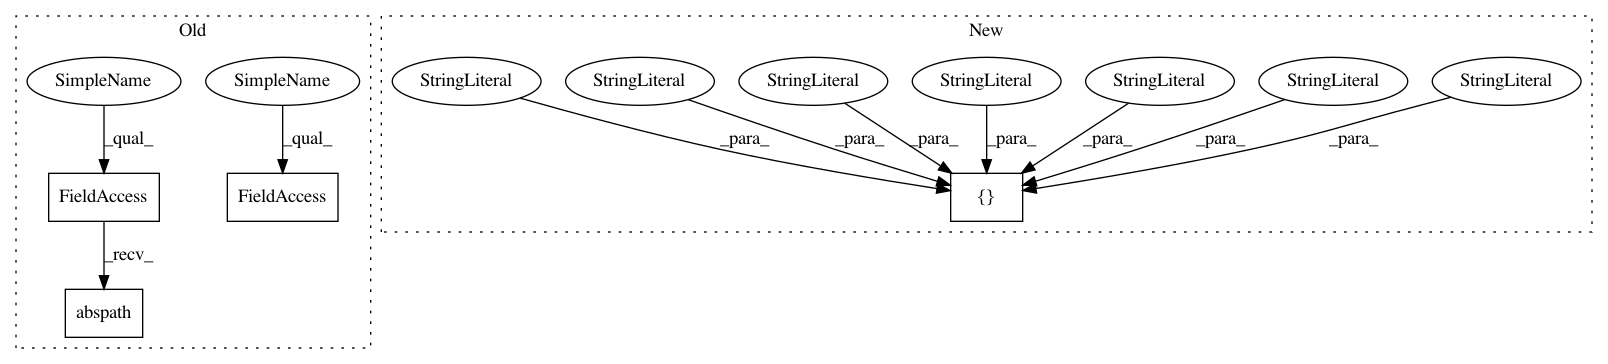 Old
New
SimpleName
SimpleName
StringLiteral
StringLiteral
StringLiteral
StringLiteral
StringLiteral
StringLiteral
StringLiteral
_qual_
_qual_
_para_
_para_
_para_
_para_
_para_
_para_
_para_
FieldAccess
FieldAccess
{}
_recv_
abspath